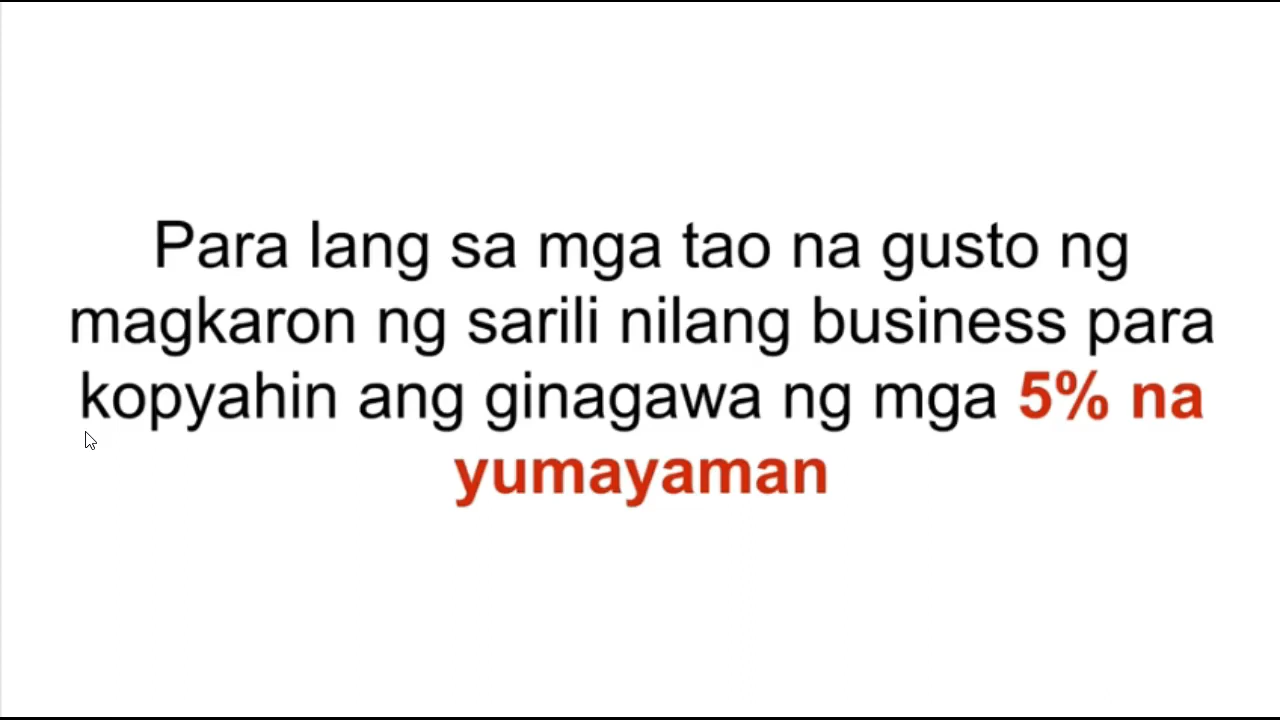 Para lang sa mga tao na gusto ng
magkaron ng sarili nilang business para
kopyahin ang ginagawa ng mga 5% na
yumayaman